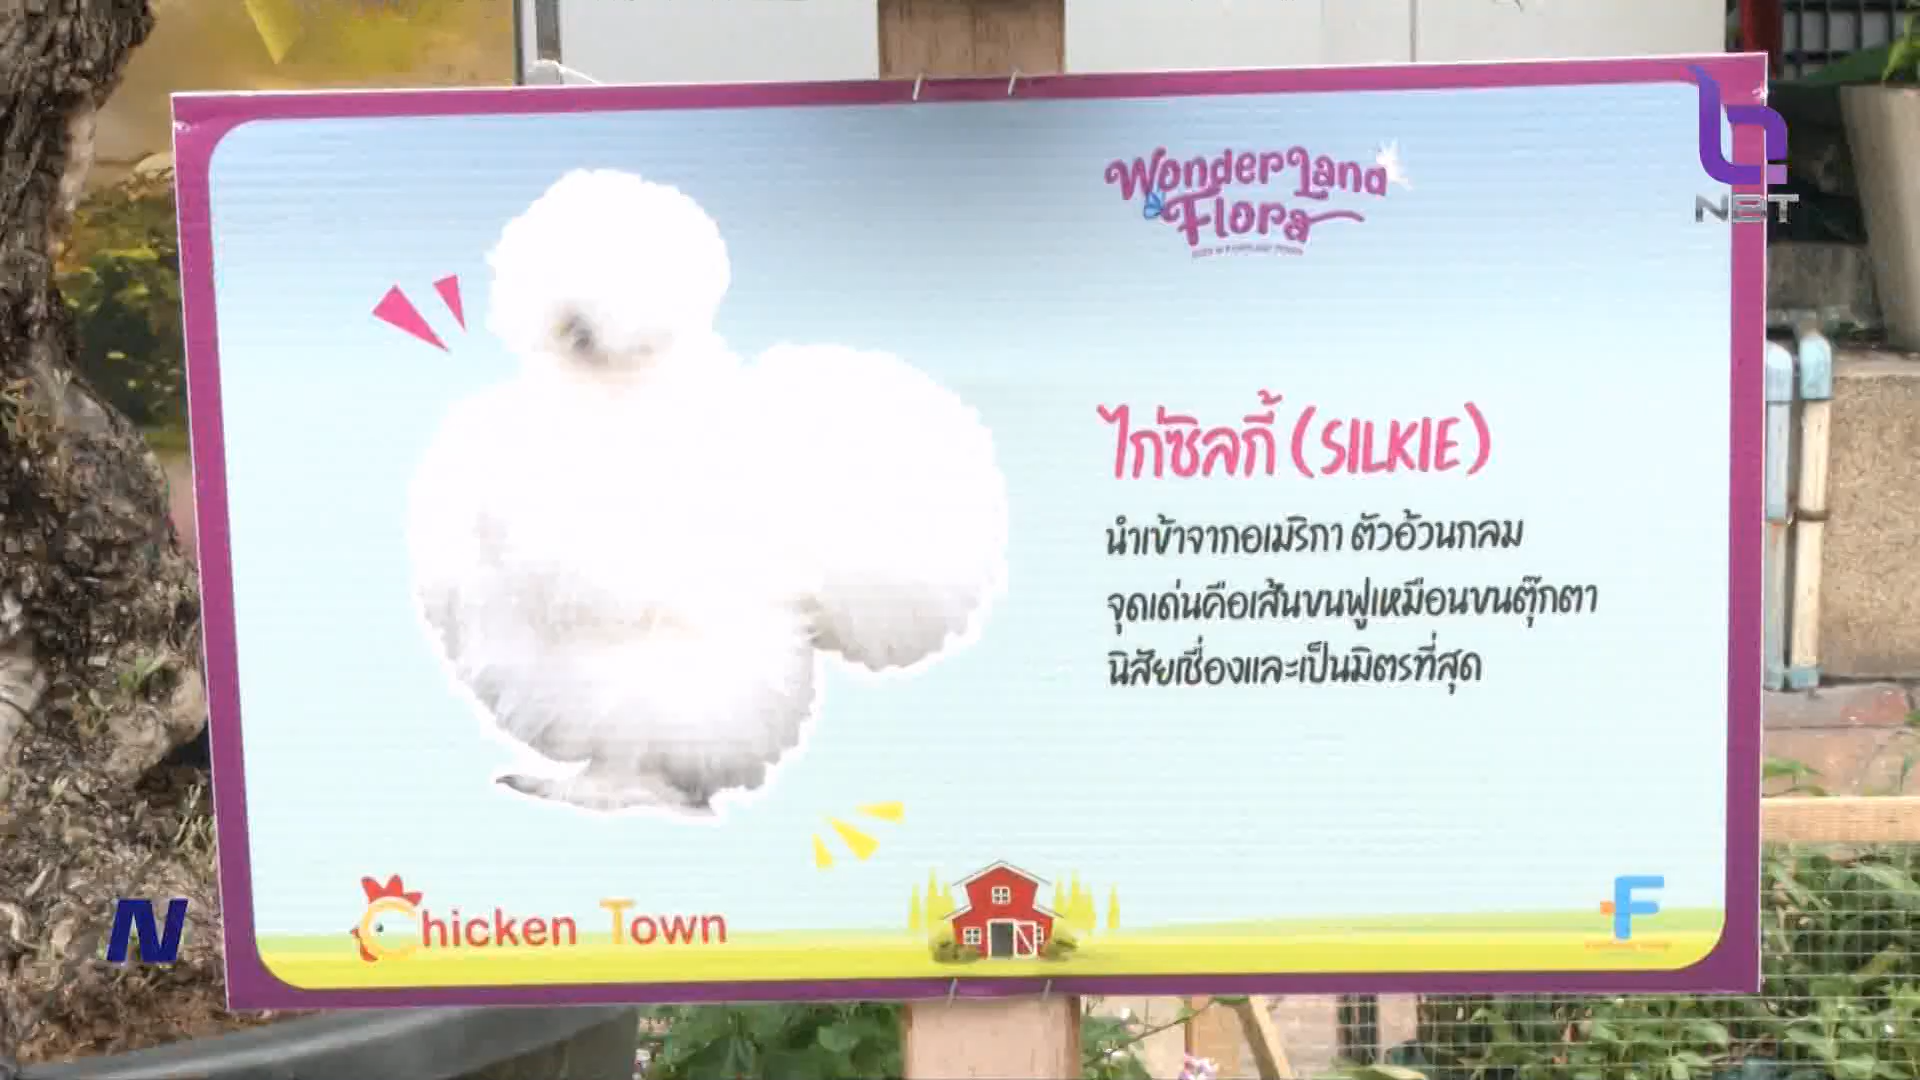 WonderLand
Flora
NBT
ไก่ซิลกี้ (SILKIE)
นำเข้าจากอเมริกา ตัวอ้วนกลม
จุดเด่นคือเส้นขนฟูเหมือนขนตุ๊กตา
นิสัยเชื่องและเป็นมิตรที่สุด
N
Chicken Town
F